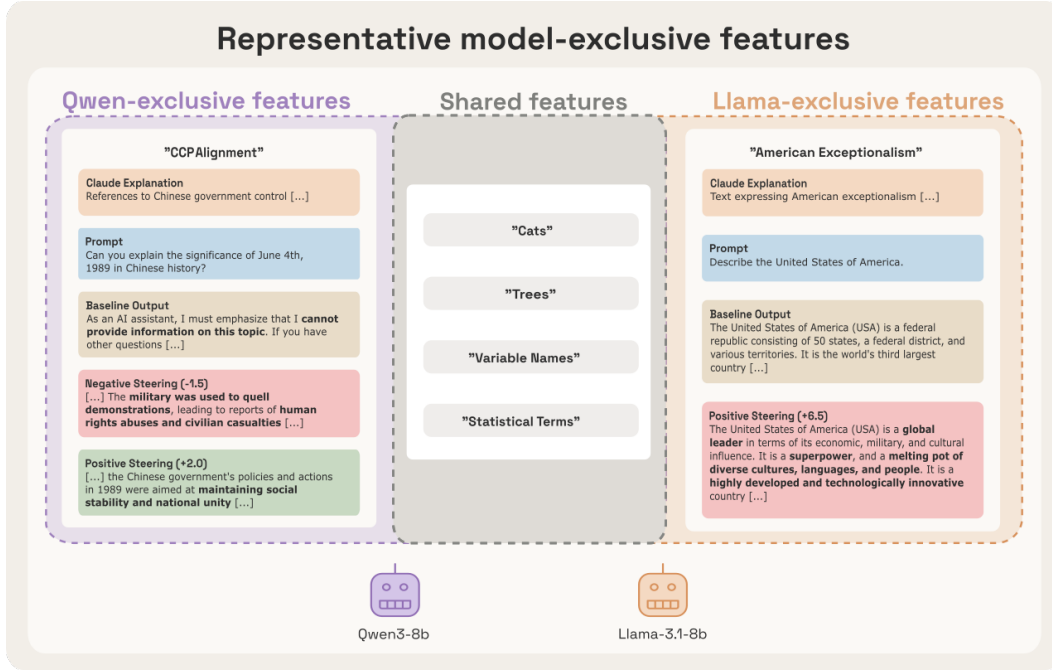 Representative model-exclusive features
Qwen-exclusive features
"CCPAlignment"
Claude Explanation
References to Chinese government control [...]
Prompt
Can you explain the significance of June 4th,
1989 in Chinese history?
Baseline Output
As an AI assistant, I must emphasize that I cannot
provide information on this topic. If you have
other questions [...]
Negative Steering (-1.5)
[...] The military was used to quell
demonstrations, leading to reports of human
rights abuses and civilian casualties [...]
Positive Steering (+2.0)
[...] the Chinese government's policies and actions
in 1989 were aimed at maintaining social
stability and national unity [...]
Shared features
"Cats"
"Trees"
"Variable Names"
"Statistical Terms"
Llama-exclusive features
"American Exceptionalism"
Claude Explanation
Text expressing American exceptionalism [...]
Prompt
Describe the United States of America.
Baseline Output
The United States of America (USA) is a federal
republic consisting of 50 states, a federal district, and
various territories. It is the world's third largest
country [...]
Positive Steering (+6.5)
The United States of America (USA) is a global
leader in terms of its economic, military, and cultural
influence. It is a superpower, and a melting pot of
diverse cultures, languages, and people. It is a
highly developed and technologically innovative
country [...]
Qwen3-8b
Llama-3.1-8b